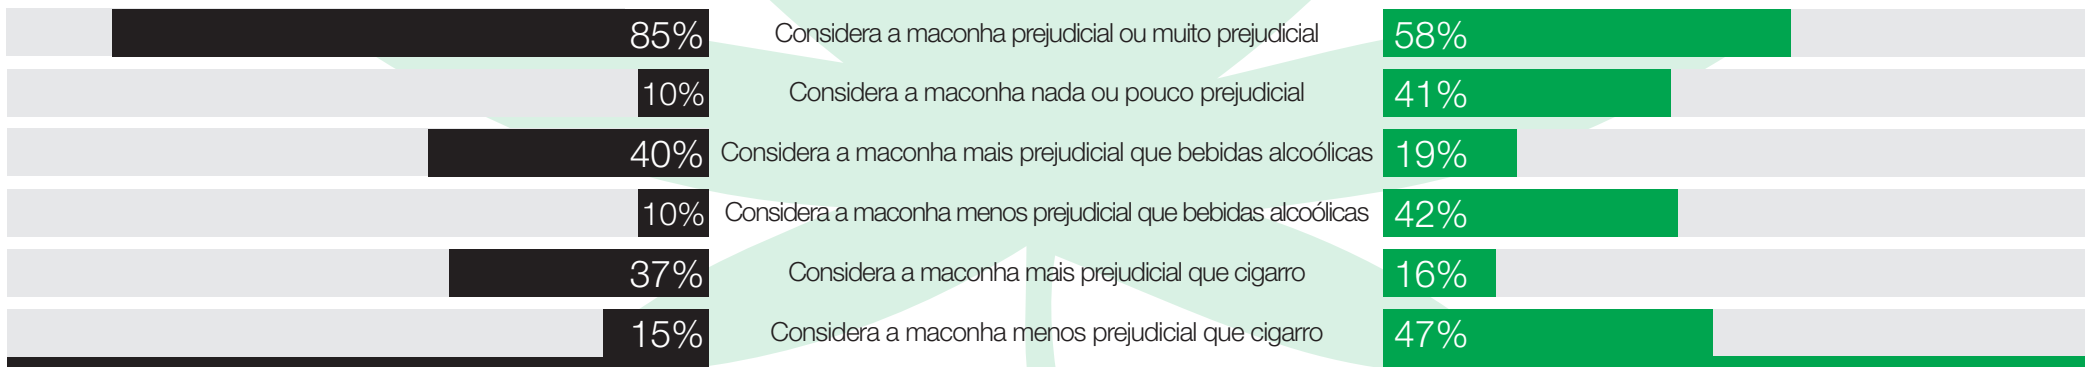 85% Considera a maconha prejudicial ou muito prejudicial 58%
10% Considera a maconha nada ou pouco prejudicial 41%
40% Considera a maconha mais prejudicial que bebidas alcoólicas 19%
10% Considera a maconha menos prejudicial que bebidas alcoólicas 42%
37% Considera a maconha mais prejudicial que cigarro 16%
15% Considera a maconha menos prejudicial que cigarro 47%